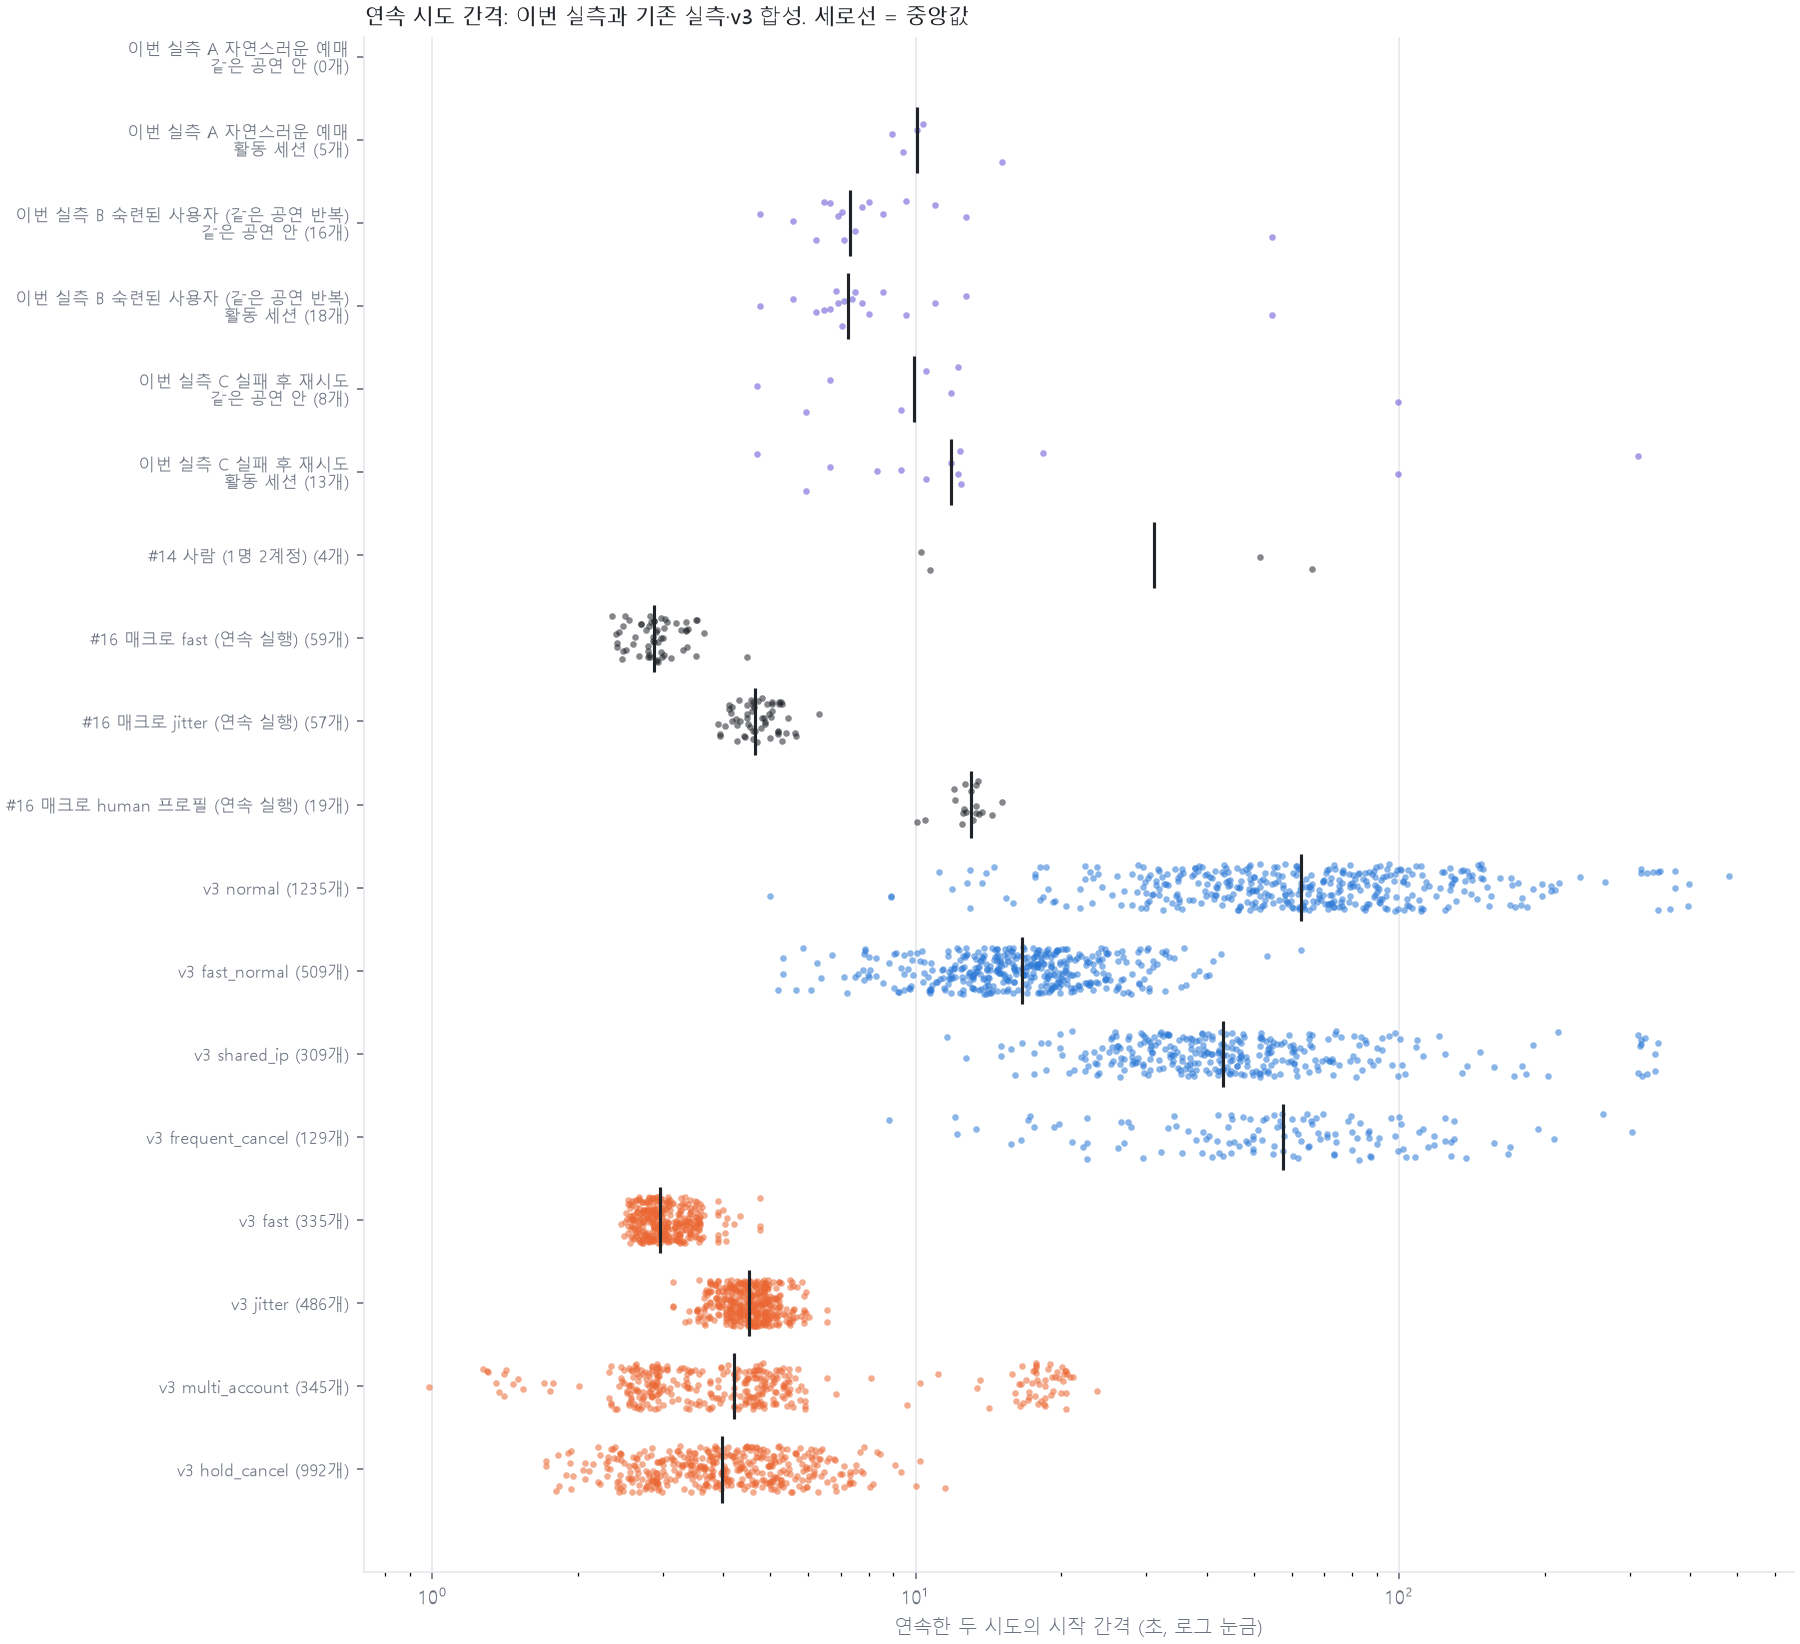 연속 시도 간격: 이번 실측과 기존 실측·v3 합성. 세로선 = 중앙값
이번 실측 A 자연스러운 예매
같은 공연 안 (0개)
이번 실측 A 자연스러운 예매
활동 세션 (5개)
이번 실측 B 숙련된 사용자 (같은 공연 반복)
같은 공연 안 (16개)
이번 실측 B 숙련된 사용자 (같은 공연 반복)
활동 세션 (18개)
이번 실측 C 실패 후 재시도
같은 공연 안 (8개)
이번 실측 C 실패 후 재시도
활동 세션 (13개)
#14 사람 (1명 2계정) (4개)
#16 매크로 fast (연속 실행) (59개)
#16 매크로 jitter (연속 실행) (57개)
#16 매크로 human 프로필 (연속 실행) (19개)
v3 normal (1235개)
v3 fast_normal (509개)
v3 shared_ip (309개)
v3 frequent_cancel (129개)
v3 fast (335개)
v3 jitter (486개)
v3 multi_account (345개)
v3 hold_cancel (992개)
10⁰ 10¹ 10²
연속한 두 시도의 시작 간격 (초, 로그 눈금)